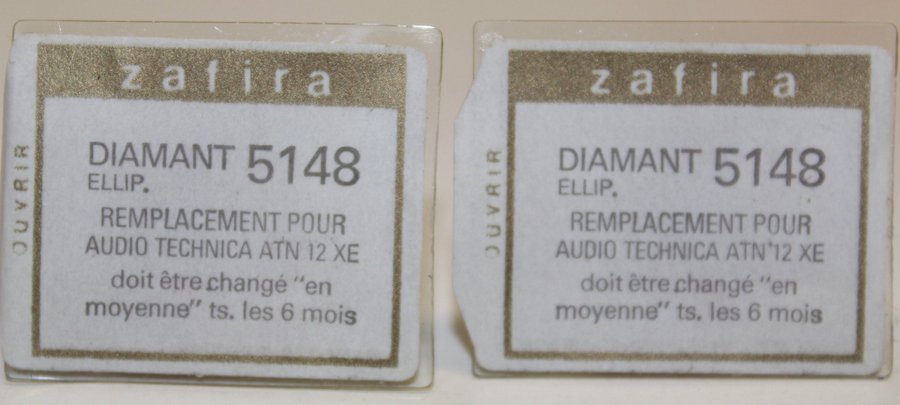 zafira
DIAMANT 5148
ELLIP.
REMPLACEMENT POUR
AUDIO TECHNICA ATN 12 XE
doit être changé "en
moyenne" ts. les 6 mois
OUVRIR
zafira
DIAMANT 5148
ELLIP.
REMPLACEMENT POUR
AUDIO TECHNICA ATN 12 XE
doit être changé "en
moyenne" ts. les 6 mois
OUVRIR